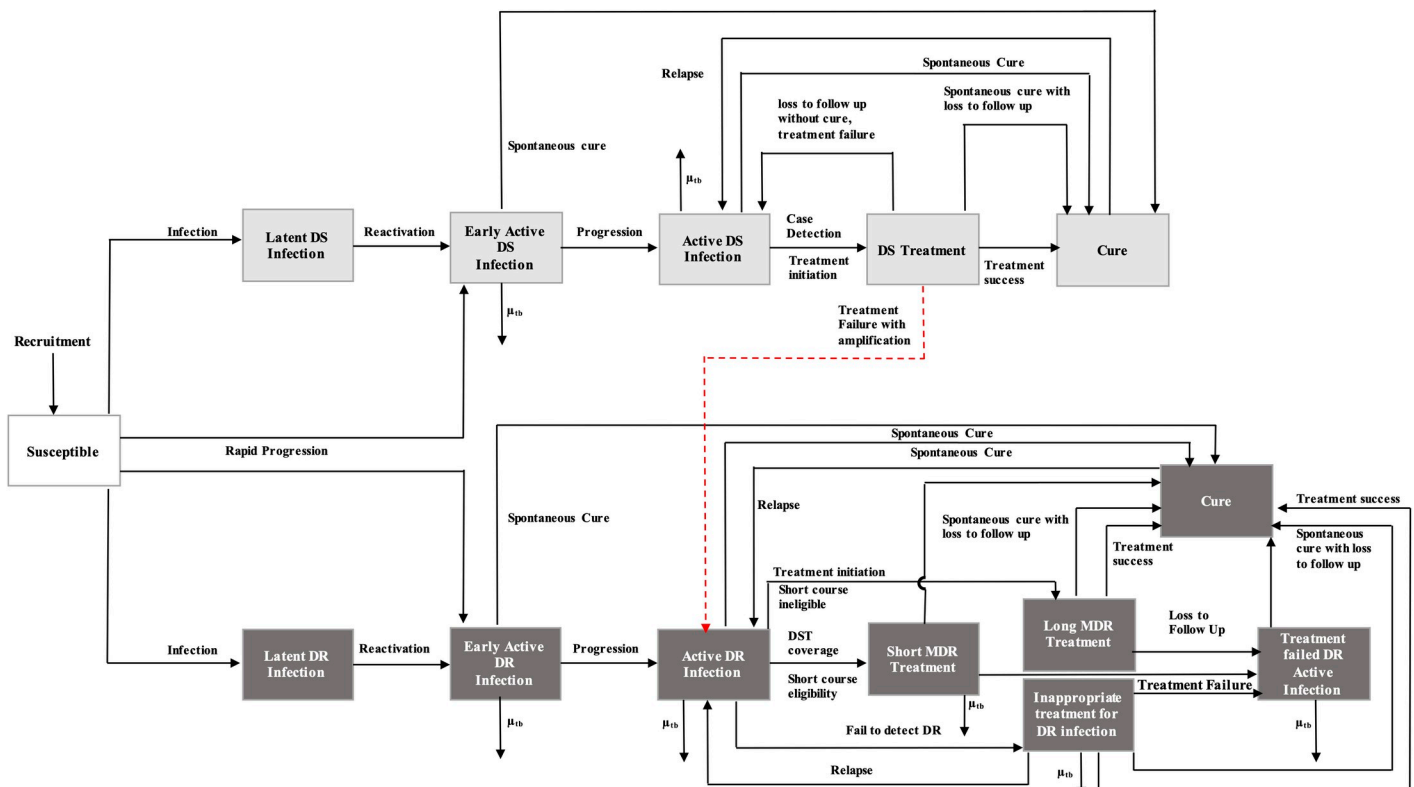 Relapse
Spontaneous Cure
Spontaneous cure with
loss to follow up
loss to follow up
without cure,
treatment failure
Spontaneous cure
μtb
Infection
Latent DS
Infection
Reactivation
Early Active
DS
Infection
Progression
Active DS
Infection
Case
Detection
Treatment
initiation
DS Treatment
Treatment
success
Cure
μtb
Treatment
Failure with
amplification
Recruitment
Susceptible
Rapid Progression
Spontaneous Cure
Spontaneous Cure
Cure
Treatment success
Relapse
Spontaneous Cure
Spontaneous cure with
loss to follow up
Treatment
success
Spontaneous
cure with loss
to follow up
Treatment initiation
Short course
ineligible
Long MDR
Treatment
Loss to
Follow Up
Infection
Latent DR
Infection
Reactivation
Early Active
DR
Infection
Progression
Active DR
Infection
DST
coverage
Short course
eligibility
Short MDR
Treatment
Treatment
failed DR
Active
Infection
Treatment Failure
Inappropriate
treatment for
DR infection
μtb
μtb
μtb
μtb
Fail to detect DR
Relapse
μtb